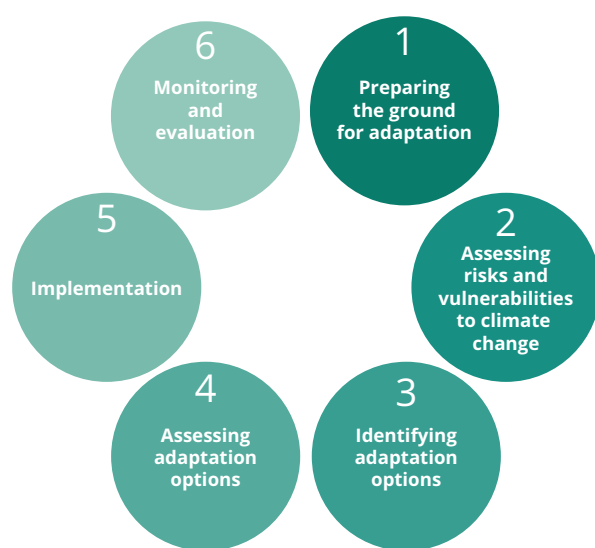 1
Preparing
the ground
for adaptation
2
Assessing
risks and
vulnerabilities
to climate
change
3
Identifying
adaptation
options
4
Assessing
adaptation
options
5
Implementation
6
Monitoring
and
evaluation